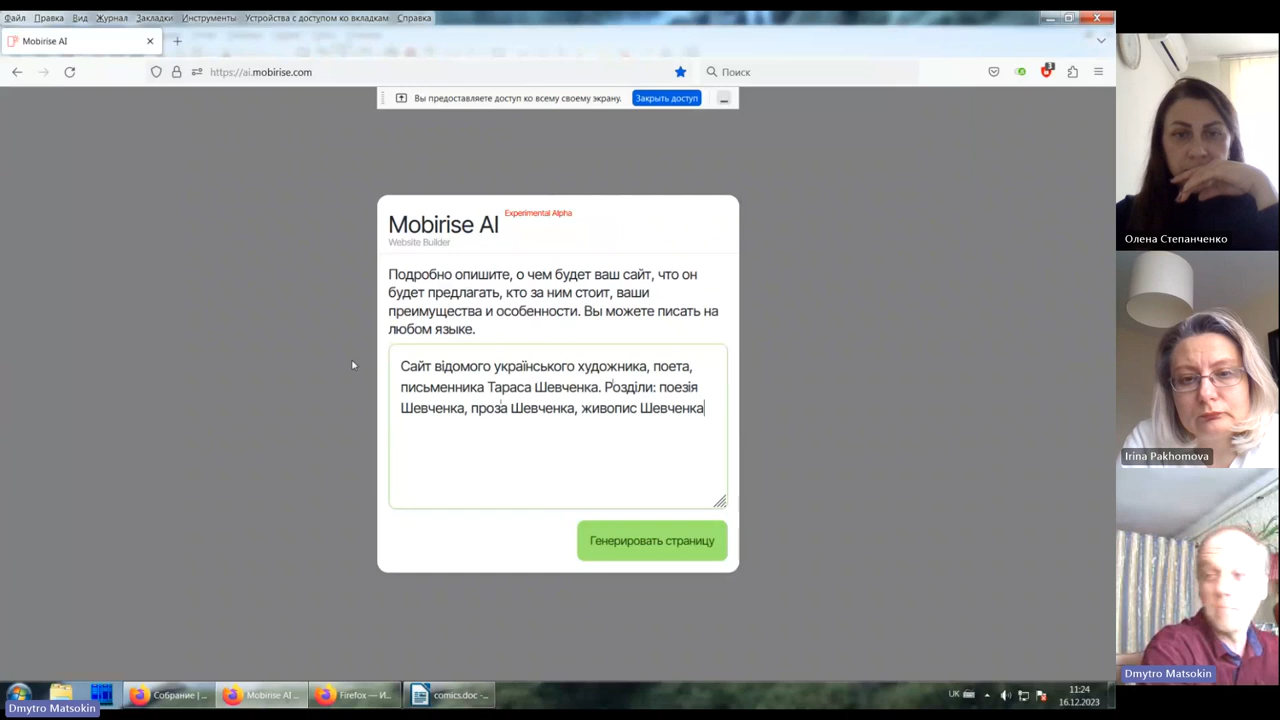 Файл Правка Вид Журнал Закладки Инструменты Устройства с доступом ко вкладкам Справка
Mobirise AI
https://ai.mobirise.com
Поиск
3
Вы предоставляете доступ ко всему своему экрану. Закрыть доступ
Mobirise AI Experimental Alpha
Website Builder
Подробно опишите, о чем будет ваш сайт, что он
будет предлагать, кто за ним стоит, ваши
преимущества и особенности. Вы можете писать на
любом языке.
Сайт відомого українського художника, поета,
письменника Тараса Шевченка. Розділи: поезія
Шевченка, проза Шевченка, живопис Шевченка
Генерировать страницу
Олена Степанченко
Irina Pakhomova
Dmytro Matsokin
Собрание | ...
Mobirise AI ...
Firefox — И...
comics.doc -...
UK
11:24
16.12.2023
Dmytro Matsokin